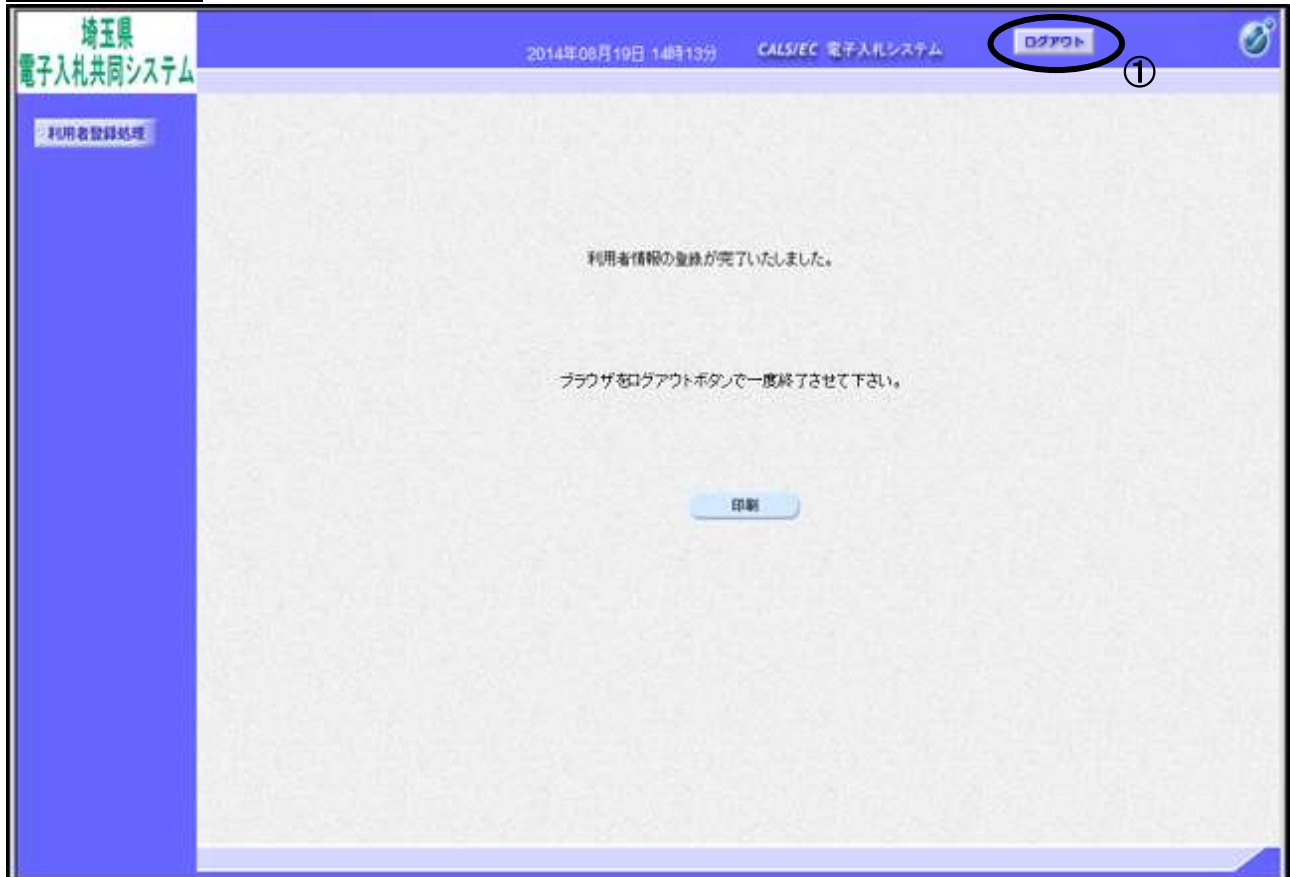 埼玉県
電子入札共同システム
2014年08月19日 14時13分 CALS/EC 電子入札システム ログアウト
①
利用者登録処理
利用者情報の登録が完了いたしました。
ブラウザをログアウトボタンで一度終了させて下さい。
印刷